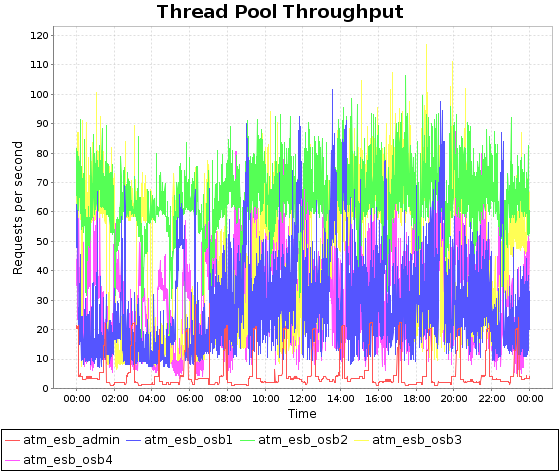 Thread Pool Throughput
120
110
100
90
80
70
60
50
40
30
20
10
0
Requests per second
00:00 02:00 04:00 06:00 08:00 10:00 12:00 14:00 16:00 18:00 20:00 22:00 00:00
Time
atm_esb_admin atm_esb_osb1 atm_esb_osb2 atm_esb_osb3
atm_esb_osb4